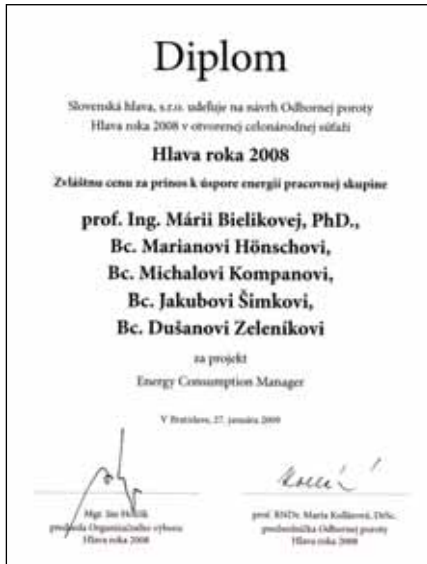 Diplom
Slovenská hlava, s.r.o. udeľuje na návrh Odbornej poroty
Hlava roka 2008 v otvorenej celonárodnej súťaži
Hlava roka 2008
Zvláštnu cenu za prínos k úspore energií pracovnej skupine
prof. Ing. Márii Bielikovej, PhD.,
Bc. Marianovi Hönschovi,
Bc. Michalovi Kompanovi,
Bc. Jakubovi Šimkovi,
Bc. Dušanovi Zeleníkovi
za projekt
Energy Consumption Manager
V Bratislave, 27. januára 2009
Mgr. Ján
predseda Organizačného výboru
Hlava roka 2008
prof. RNDr. Mária Kollárová, DrSc.
predsedníčka Odbornej poroty
Hlava roka 2008